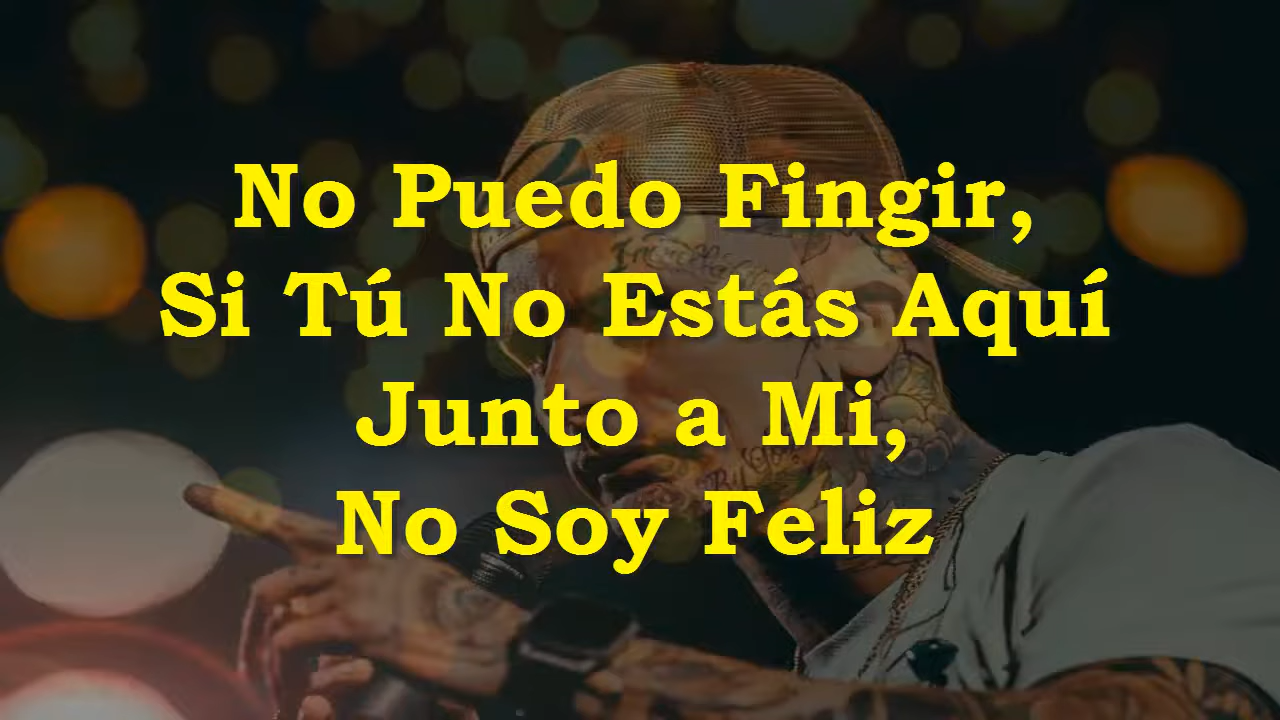 No Puedo Fingir,
Si Tú No Estás Aquí
Junto a Mi,
No Soy Feliz